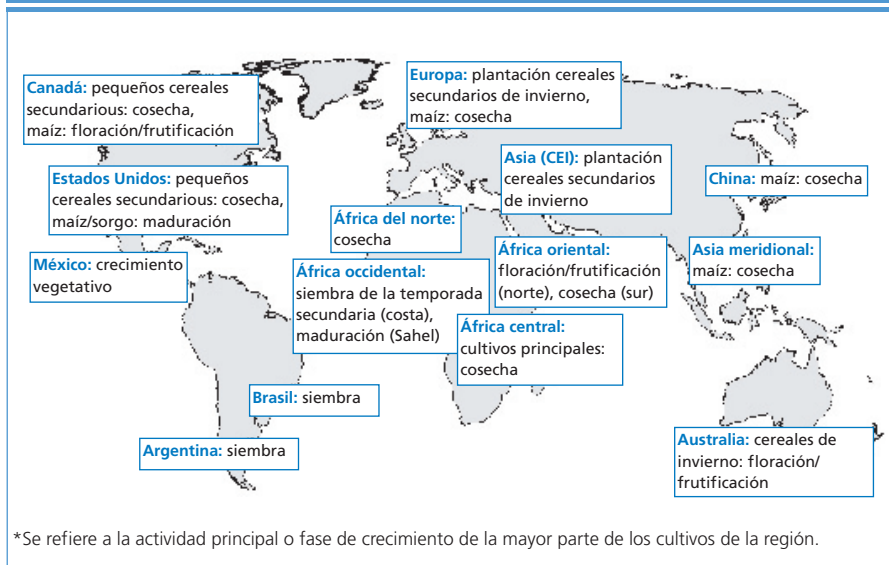 Canadá: pequeños cereales
secundarious: cosecha,
maíz: floración/frutificación
Europa: plantación cereales
secundarios de invierno,
maíz: cosecha
Estados Unidos: pequeños
cereales secundarious: cosecha,
maíz/sorgo: maduración
Asia (CEI): plantación
cereales secundarios
de invierno
China: maíz: cosecha
África del norte:
cosecha
México: crecimiento
vegetativo
África occidental:
siembra de la temporada
secundaria (costa),
maduración (Sahel)
África oriental:
floración/frutificación
(norte), cosecha (sur)
Asia meridional:
maíz: cosecha
África central:
cultivos principales:
cosecha
Brasil: siembra
Argentina: siembra
Australia: cereales de
invierno: floración/
frutificación
*Se refiere a la actividad principal o fase de crecimiento de la mayor parte de los cultivos de la región.